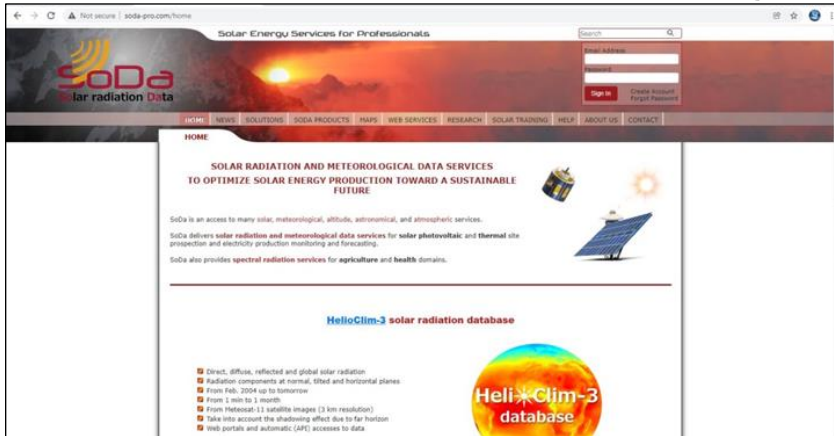 Not secure | soda-pro.com/home
Solar Energy Services for Professionals
Search
Email Address
Password
Sign in
Create Account
Forgot Password
SoDa
Solar radiation Data
HOME NEWS SOLUTIONS SODA PRODUCTS MAPS WEB SERVICES RESEARCH SOLAR TRAINING HELP ABOUT US CONTACT
HOME
SOLAR RADIATION AND METEOROLOGICAL DATA SERVICES
TO OPTIMIZE SOLAR ENERGY PRODUCTION TOWARD A SUSTAINABLE
FUTURE
SoDa is an access to many solar, meteorological, altitude, astronomical, and atmospheric services.
SoDa delivers solar radiation and meteorological data services for solar photovoltaic and thermal site
prospection and electricity production monitoring and forecasting.
SoDa also provides spectral radiation services for agriculture and health domains.
HelioClim-3 solar radiation database
Direct, diffuse, reflected and global solar radiation
Radiation components at normal, tilted and horizontal planes
From Feb. 2004 up to tomorrow
From 1 min to 1 month
From Meteosat-11 satellite images (3 km resolution)
Take into account the shadowing effect due to far horizon
Web portals and automatic (API) accesses to data
HelioClim-3
database